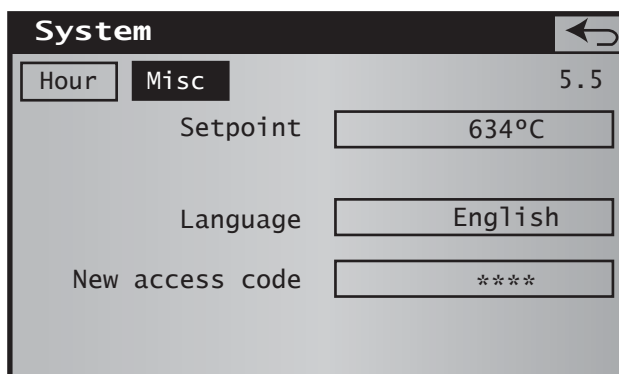 System
Hour Misc 5.5
Setpoint 634ºC
Language English
New access code ****